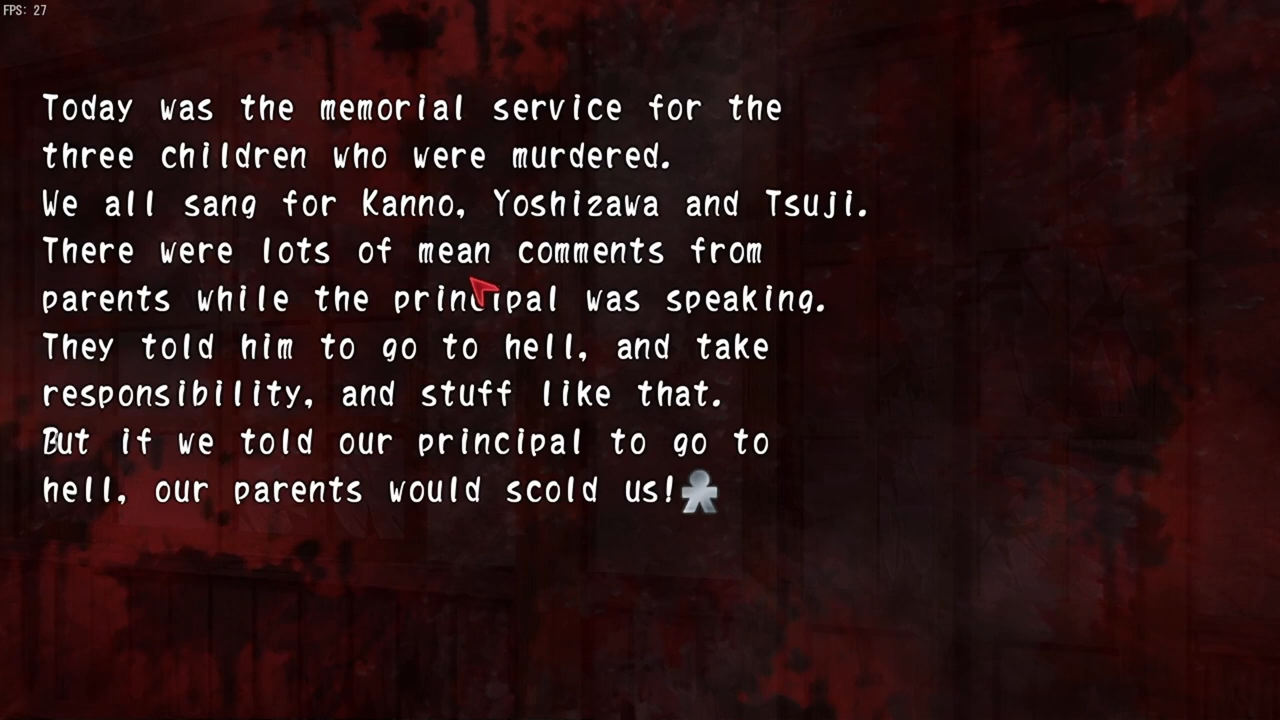 FPS: 27
Today was the memorial service for the
three children who were murdered.
We all sang for Kanno, Yoshizawa and Tsuji.
There were lots of mean comments from
parents while the principal was speaking.
They told him to go to hell, and take
responsibility, and stuff like that.
But if we told our principal to go to
hell, our parents would scold us!